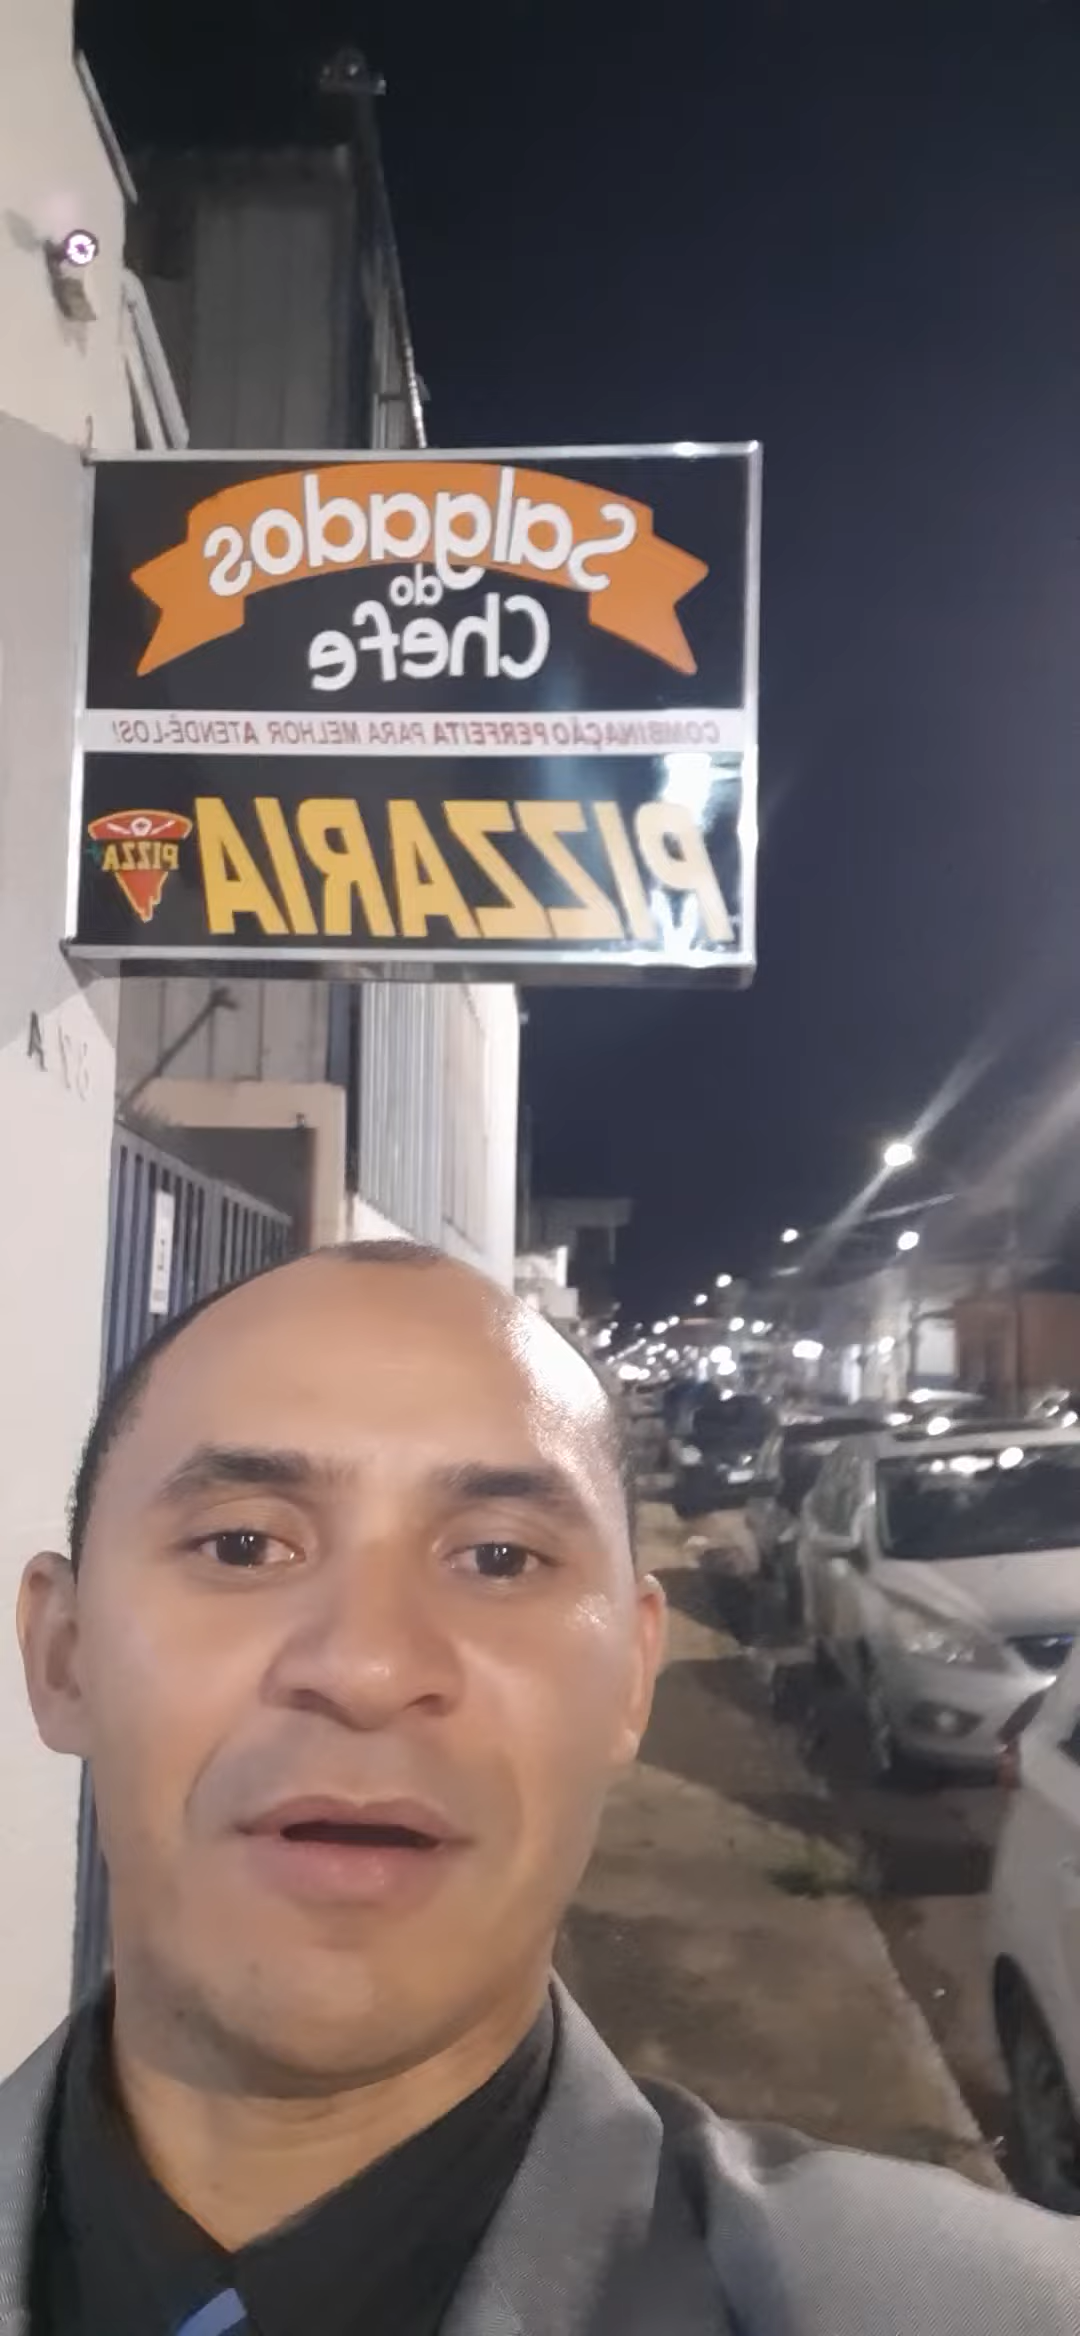 Salgados
do
Chefe
COMBINAÇÃO PERFEITA PARA MELHOR ATENDÊ-LOS!
PIZZARIA
PIZZA